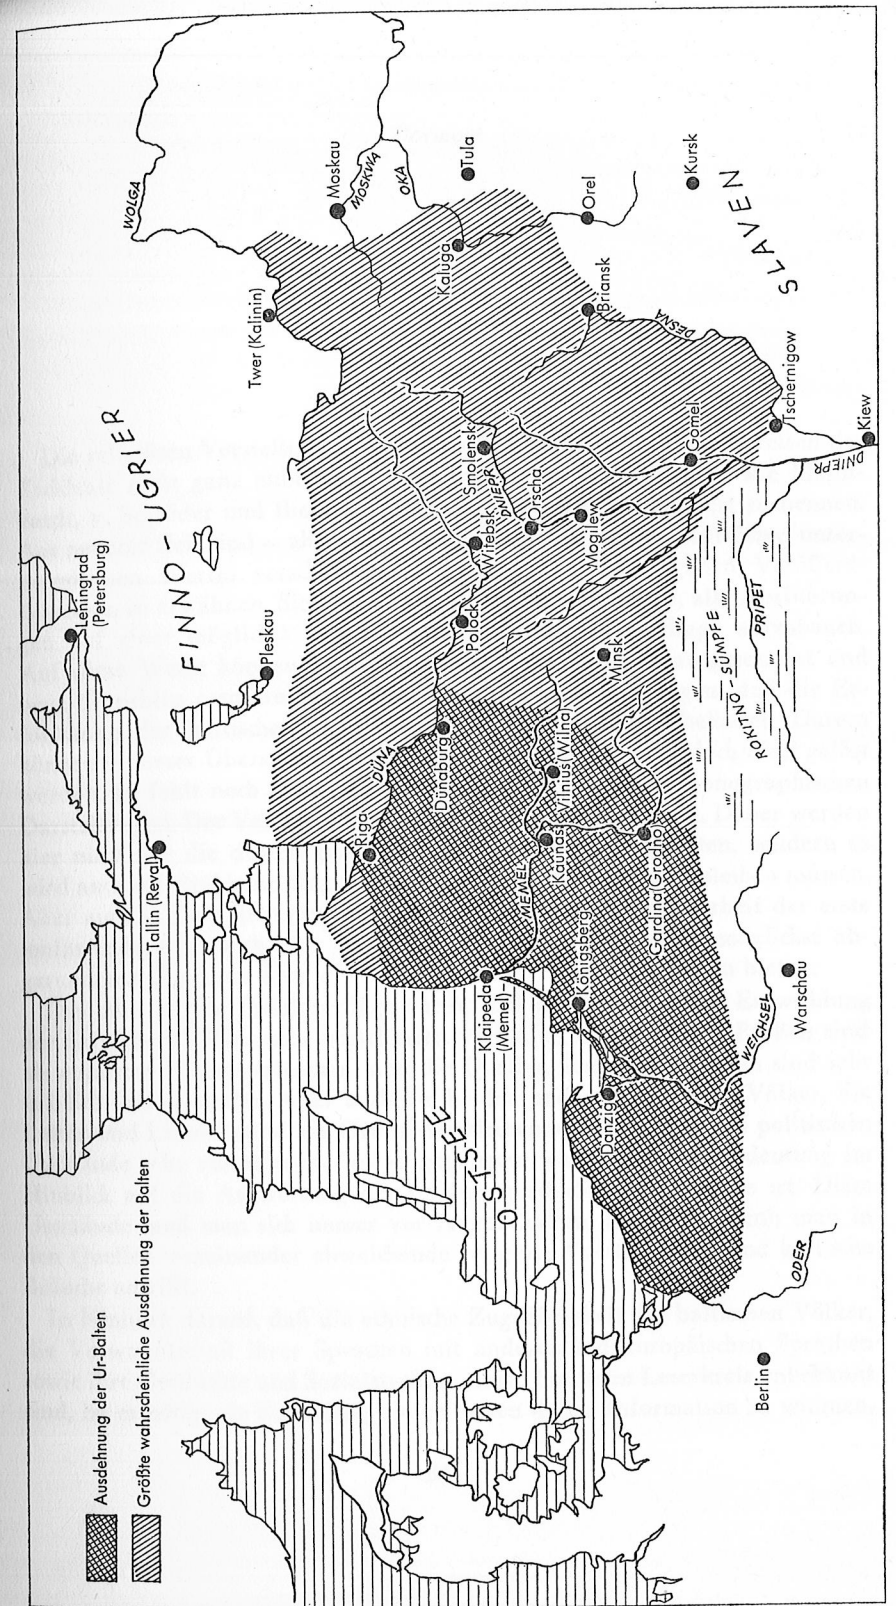 Ausdehnung der Ur-Balten
Größte wahrscheinliche Ausdehnung der Balten
FINNO UGRIER
SLAVEN
OSTSEE
WOLGA
MOSKWA
OKA
DESNA
DNIEPR
DNIEPR
PRIPET
ROKITNO-SÜMPFE
DÜNA
MEMEL
WEICHSEL
ODER
Leningrad
(Petersburg)
Tallin (Reval)
Pleskau
Twer (Kalinin)
Moskau
Tula
Kaluga
Orel
Kursk
Briansk
Tschernigow
Kiew
Gomel
Smolensk
Orscha
Witebsk
Mogilew
Polock
Minsk
Dünaburg
Riga
Vilnius (Wilna)
Kaunas
Gardina (Grodno)
Klaipeda
(Memel)
Königsberg
Danzig
Warschau
Berlin